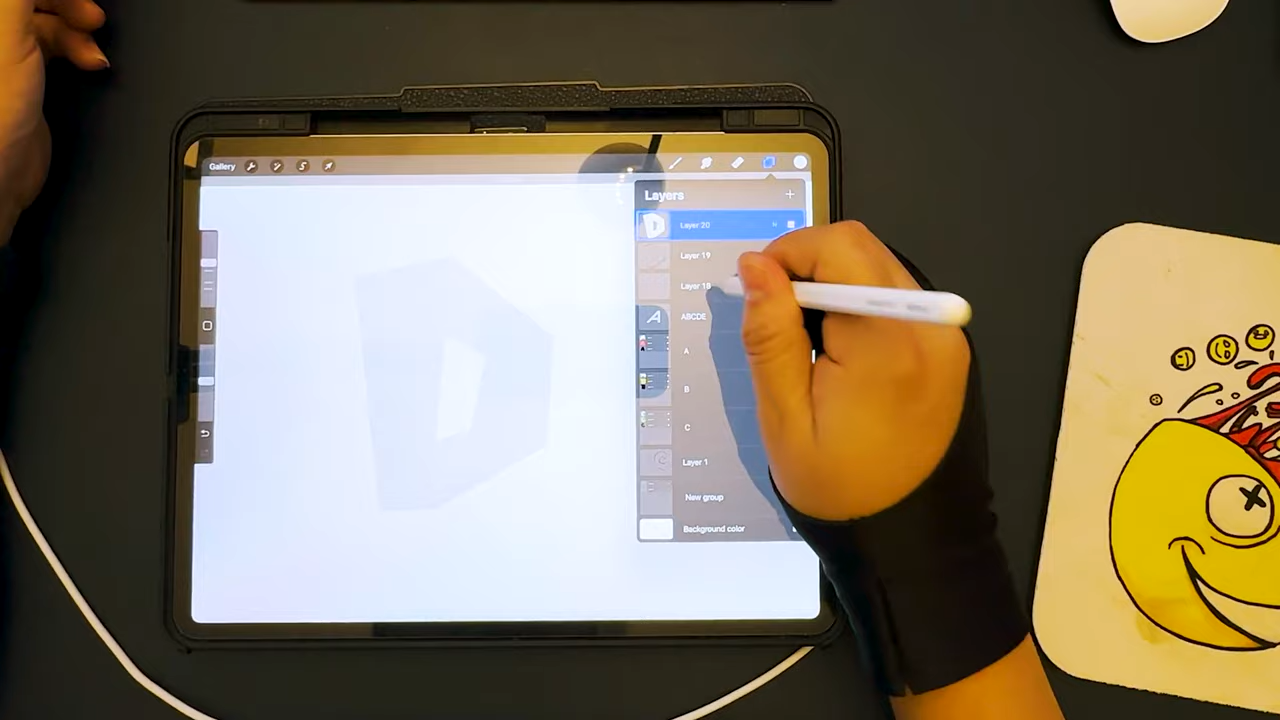 Gallery
Layers
Layer 20
Layer 19
Layer 18
ABCDE
A
B
C
Layer 1
New group
Background color